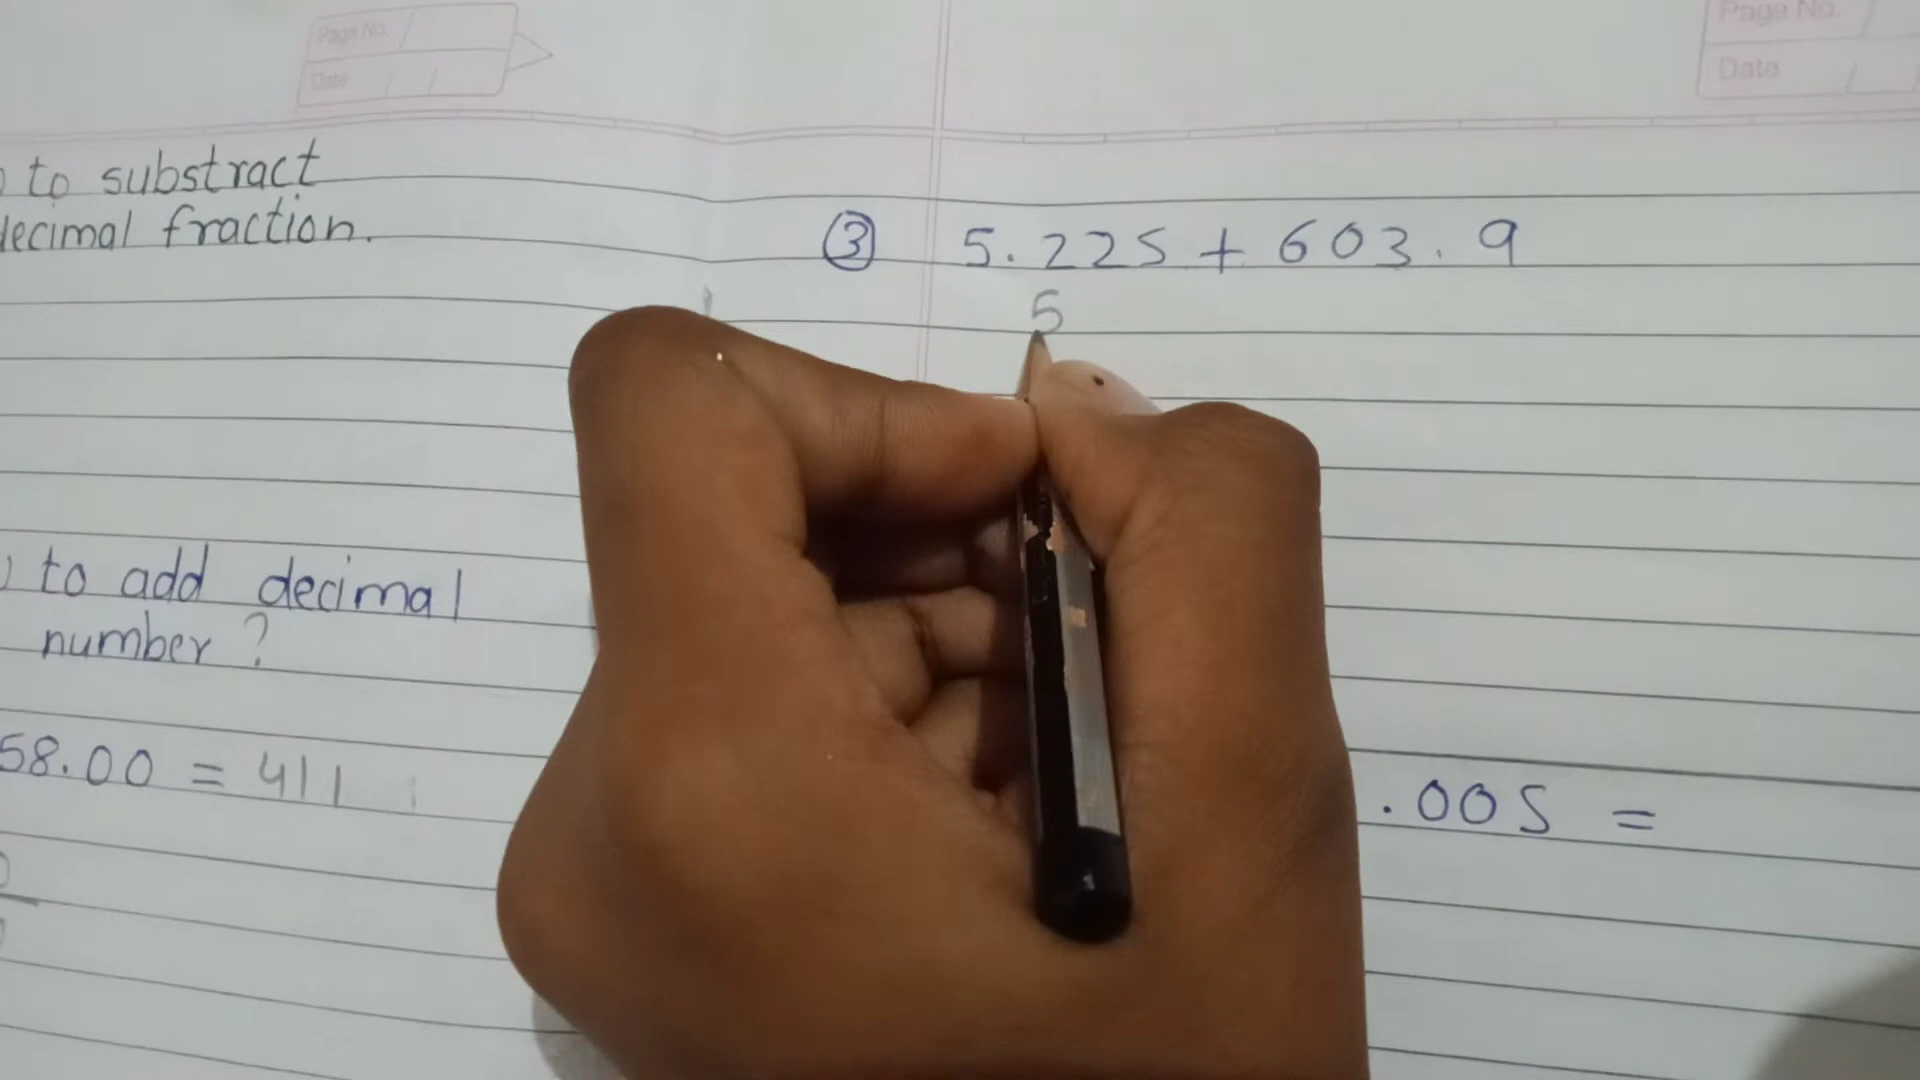 Page No.
Date
to substract
decimal fraction.
to add decimal
number ?
58.00 = 411
Page No.
Date
③ 5.225 + 603.9
5
.005 =